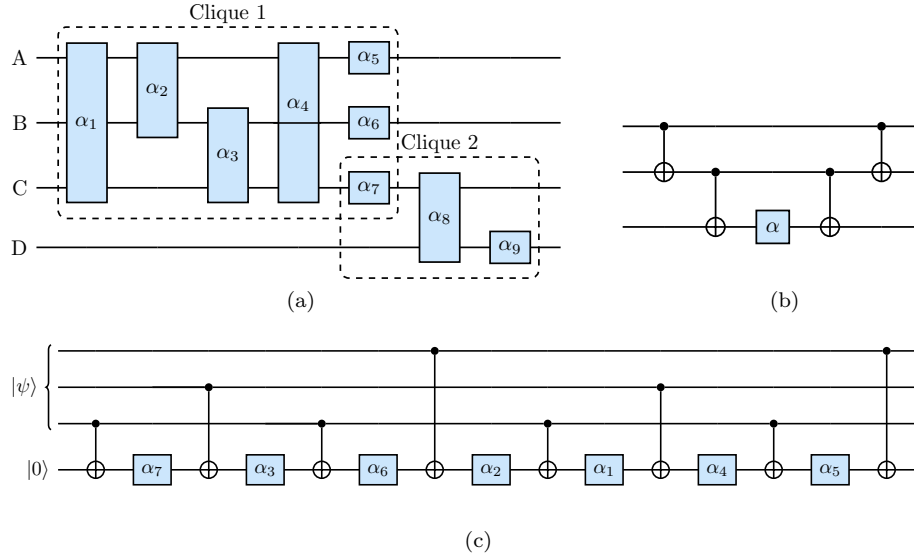 Clique 1
A
α₁
α₂
α₄
α₅
B
α₃
α₆
Clique 2
C
α₇
α₈
D
α₉
(a)
α
(b)
|ψ⟩
|0⟩ α₇ α₃ α₆ α₂ α₁ α₄ α₅
(c)